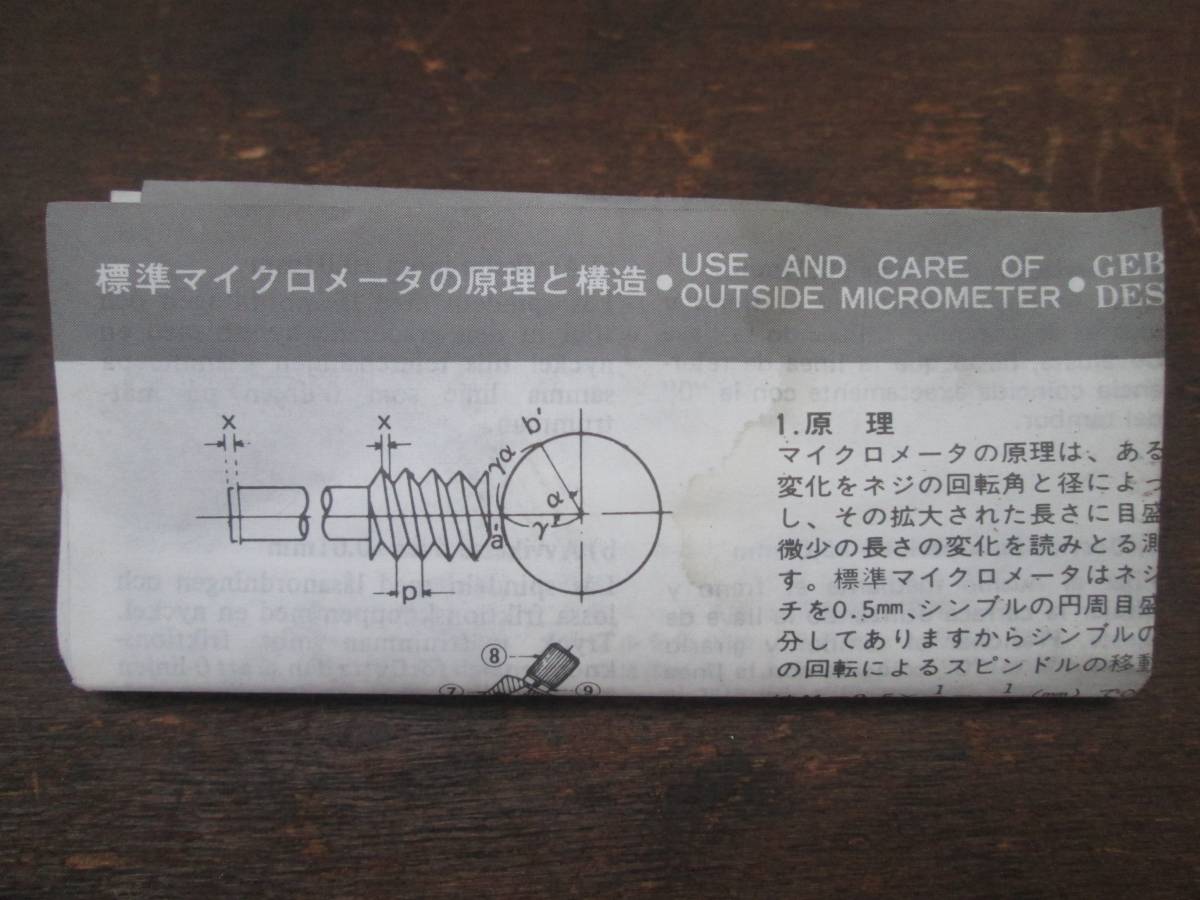 標準マイクロメータの原理と構造●
USE AND CARE OF
OUTSIDE MICROMETER
●
GEB
DES
x
x
b'
γα
α
γ
a
p
⑧
⑦
⑨
1.原 理
マイクロメータの原理は、ある
変化をネジの回転角と径によっ
し、その拡大された長さに目盛
微少の長さの変化を読みとる測
す。標準マイクロメータはネジ
チを0.5mm、シンブルの円周目盛
分してありますからシンブルの
の回転によるスピンドルの移動